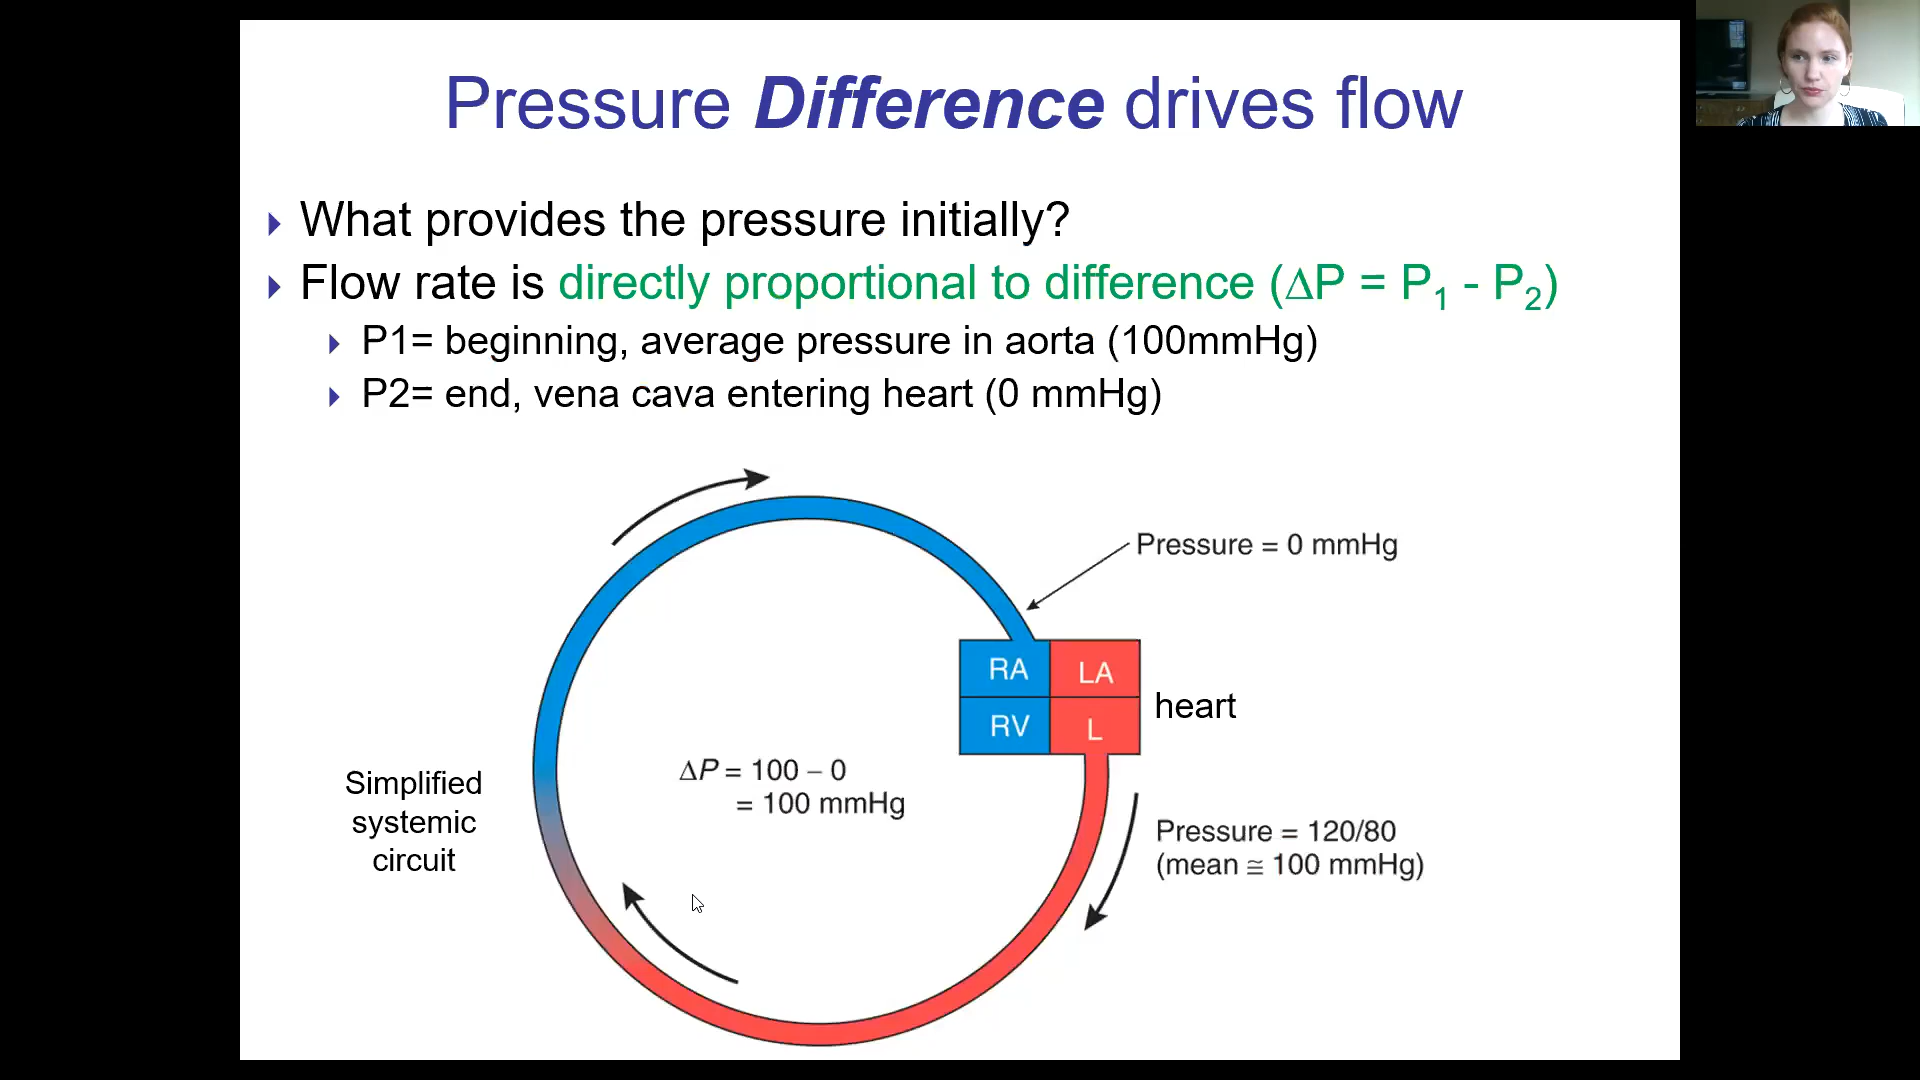 Pressure Difference drives flow
What provides the pressure initially?
Flow rate is directly proportional to difference (ΔP = P₁ - P₂)
P1= beginning, average pressure in aorta (100mmHg)
P2= end, vena cava entering heart (0 mmHg)
Pressure = 0 mmHg
RA
LA
RV
L
heart
ΔP = 100 – 0
= 100 mmHg
Simplified
systemic
circuit
Pressure = 120/80
(mean ≅ 100 mmHg)